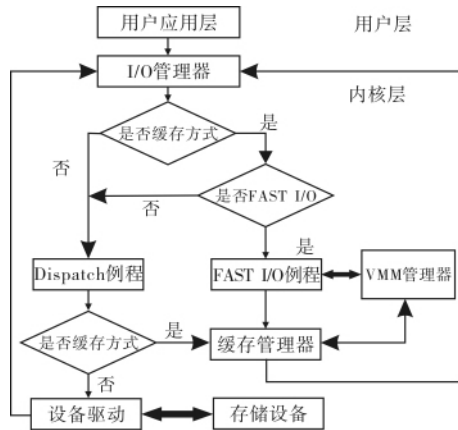 用户应用层
用户层
I/O管理器
内核层
是否缓存方式
是
否
是否FAST I/O
否
是
Dispatch例程
FAST I/O例程
VMM管理器
是否缓存方式
是
缓存管理器
否
设备驱动
存储设备